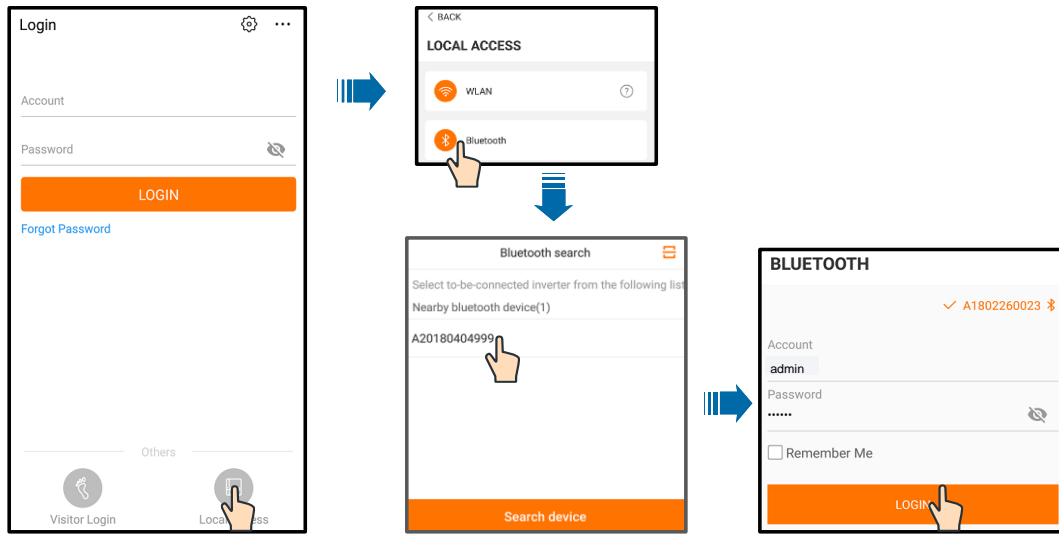 Login
Account
Password
LOGIN
Forgot Password
Others
Visitor Login
BACK
LOCAL ACCESS
WLAN
?
Bluetooth
Bluetooth search
Select to-be-connected inverter from the following list
Nearby bluetooth device(1)
A20180404999
Search device
BLUETOOTH
A1802260023
Account
admin
Password
••••••
Remember Me
LOGIN